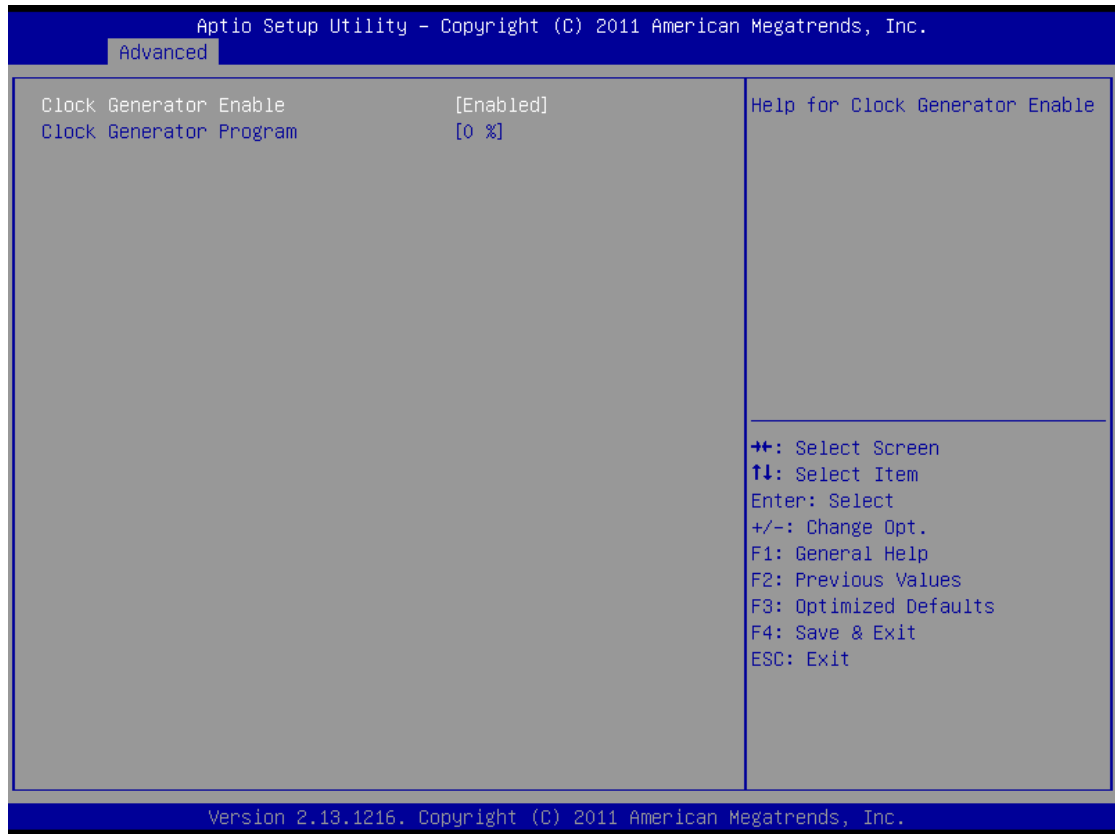 Aptio Setup Utility – Copyright (C) 2011 American Megatrends, Inc.
Advanced
Clock Generator Enable [Enabled]
Clock Generator Program [0 %]
Help for Clock Generator Enable
→←: Select Screen
↑↓: Select Item
Enter: Select
+/-: Change Opt.
F1: General Help
F2: Previous Values
F3: Optimized Defaults
F4: Save & Exit
ESC: Exit
Version 2.13.1216. Copyright (C) 2011 American Megatrends, Inc.